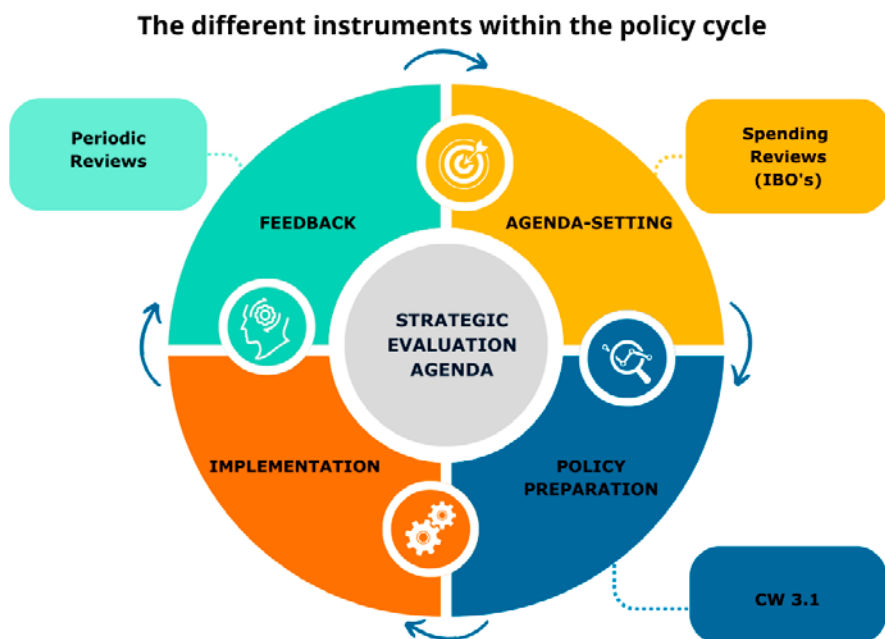 The different instruments within the policy cycle
Periodic
Reviews
Spending
Reviews
(IBO's)
FEEDBACK
AGENDA-SETTING
STRATEGIC
EVALUATION
AGENDA
IMPLEMENTATION
POLICY
PREPARATION
CW 3.1